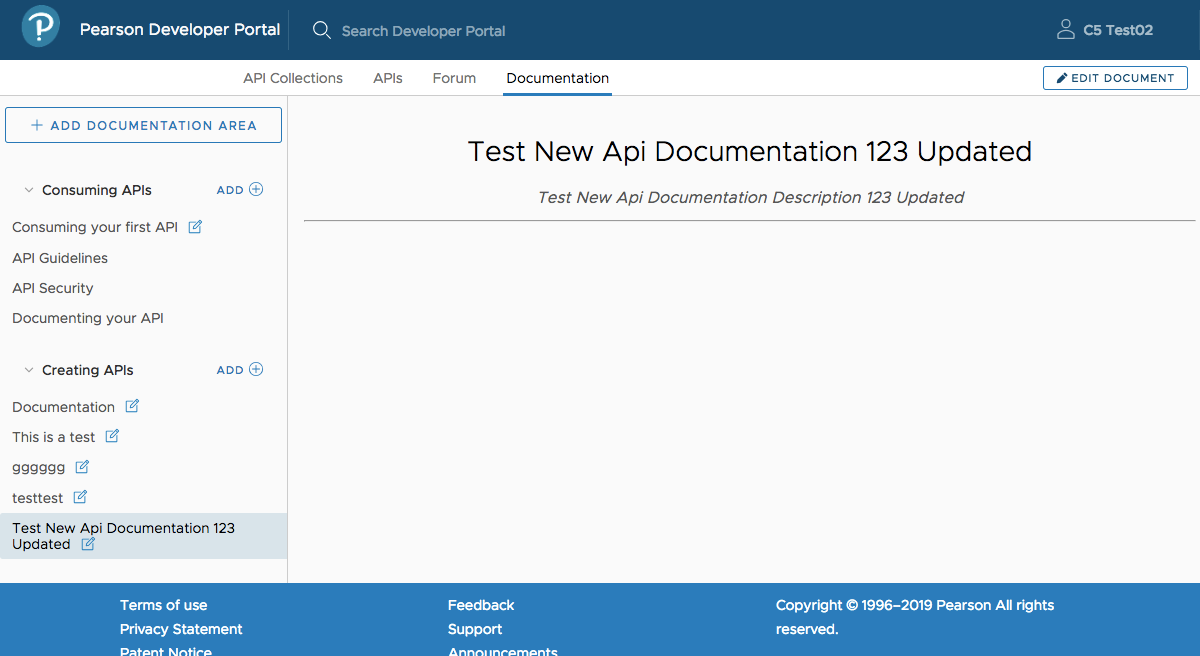 Pearson Developer Portal
Search Developer Portal
C5 Test02
API Collections
APIs
Forum
Documentation
EDIT DOCUMENT
ADD DOCUMENTATION AREA
Consuming APIs
ADD
Consuming your first API
API Guidelines
API Security
Documenting your API
Creating APIs
ADD
Documentation
This is a test
gggggg
testtest
Test New Api Documentation 123
Updated
Test New Api Documentation 123 Updated
Test New Api Documentation Description 123 Updated
Terms of use
Privacy Statement
Patent Notice
Feedback
Support
Announcements
Copyright © 1996–2019 Pearson All rights
reserved.